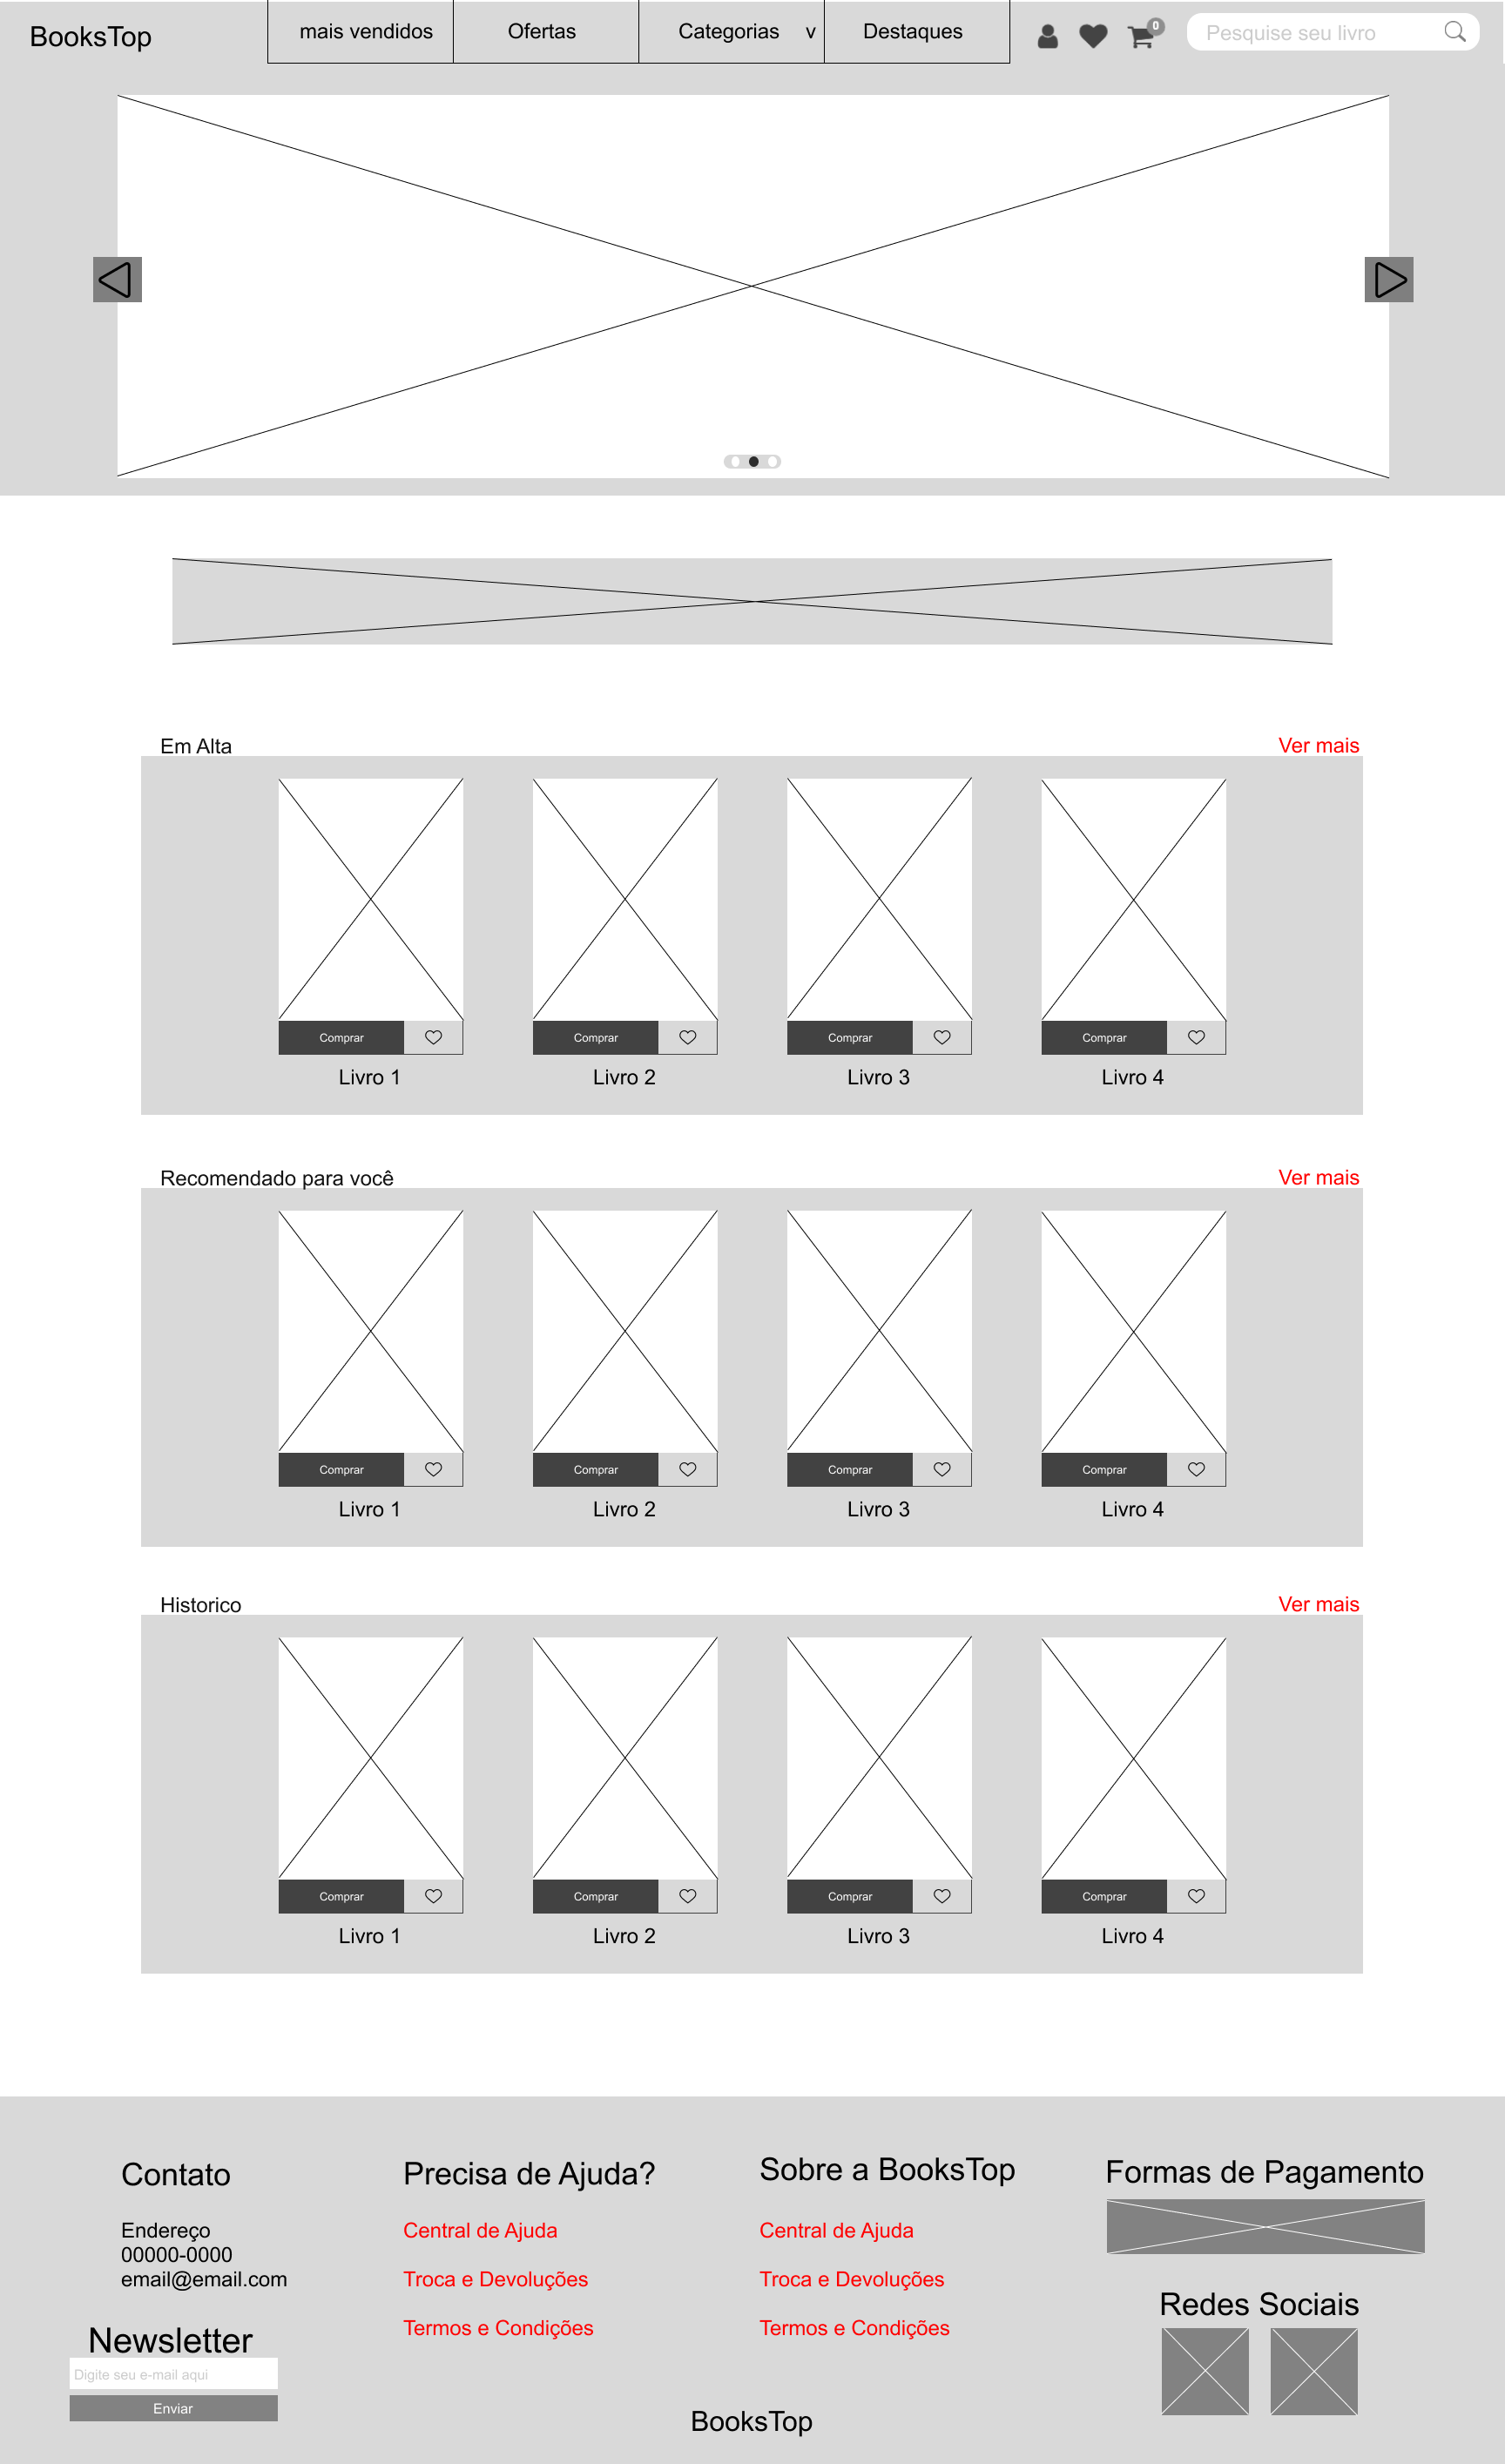 BooksTop
mais vendidos
Ofertas
Categorias v
Destaques
0
Pesquise seu livro
Em Alta
Ver mais
Comprar
Comprar
Comprar
Comprar
Livro 1
Livro 2
Livro 3
Livro 4
Recomendado para você
Ver mais
Comprar
Comprar
Comprar
Comprar
Livro 1
Livro 2
Livro 3
Livro 4
Historico
Ver mais
Comprar
Comprar
Comprar
Comprar
Livro 1
Livro 2
Livro 3
Livro 4
Contato
Endereço
00000-0000
email@email.com
Newsletter
Digite seu e-mail aqui
Enviar
Precisa de Ajuda?
Central de Ajuda
Troca e Devoluções
Termos e Condições
Sobre a BooksTop
Central de Ajuda
Troca e Devoluções
Termos e Condições
Formas de Pagamento
Redes Sociais
BooksTop